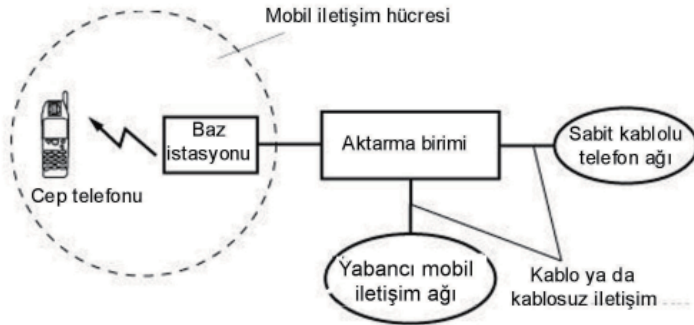 Mobil iletişim hücresi
Baz
istasyonu
Cep telefonu
Aktarma birimi
Sabit kablolu
telefon ağı
Yabancı mobil
iletişim ağı
Kablo ya da
kablosuz iletişim